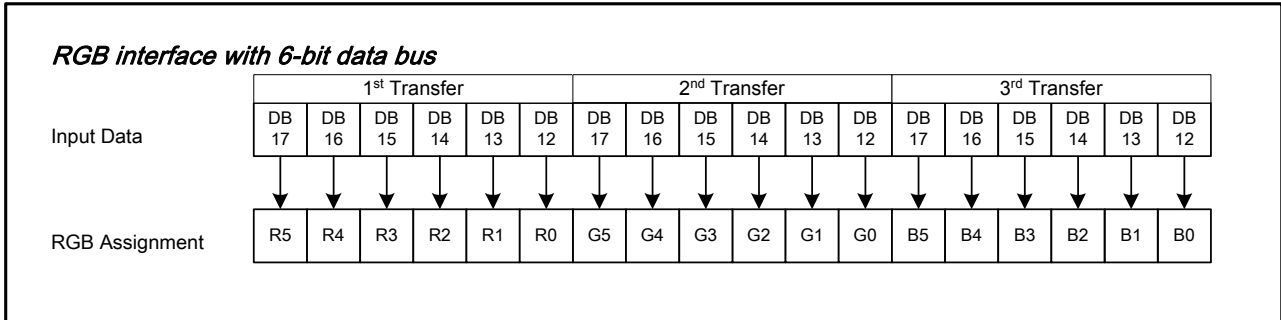 RGB interface with 6-bit data bus
1st Transfer 2nd Transfer 3rd Transfer
Input Data DB 17 DB 16 DB 15 DB 14 DB 13 DB 12 DB 17 DB 16 DB 15 DB 14 DB 13 DB 12 DB 17 DB 16 DB 15 DB 14 DB 13 DB 12
RGB Assignment R5 R4 R3 R2 R1 R0 G5 G4 G3 G2 G1 G0 B5 B4 B3 B2 B1 B0